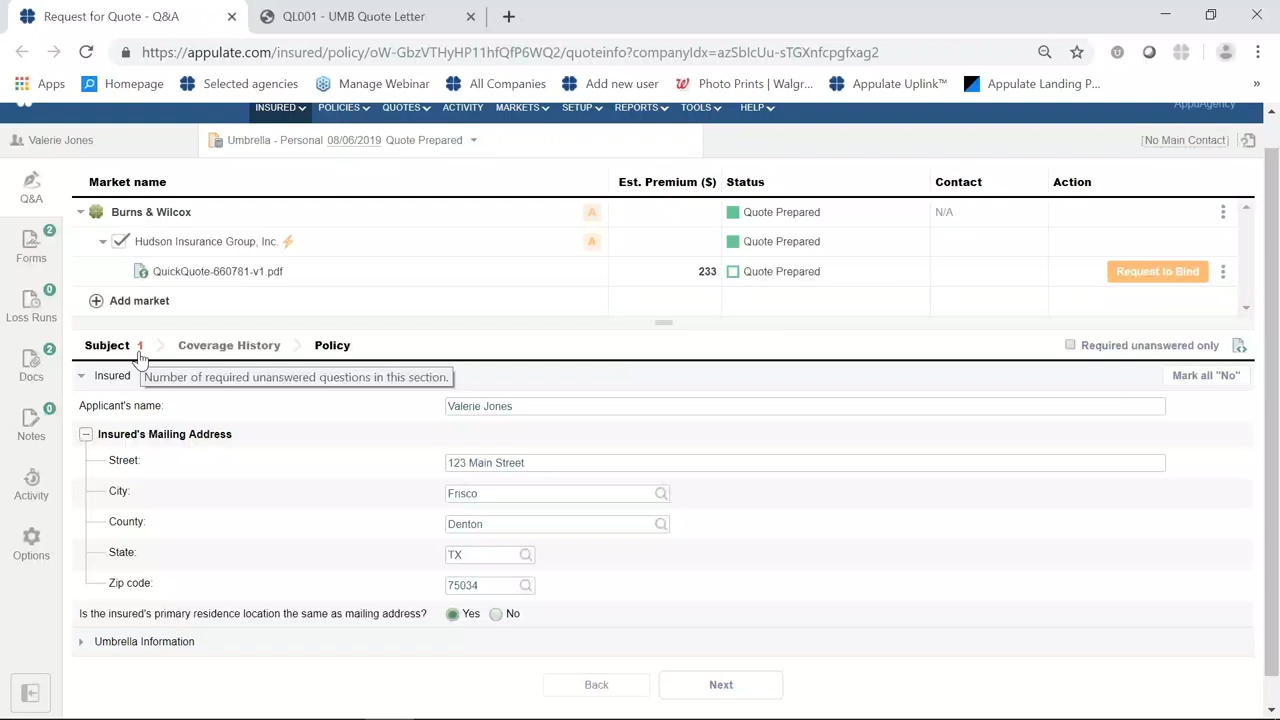 Request for Quote - Q&A
QL001 - UMB Quote Letter
https://appulate.com/insured/policy/oW-GbzVTHyHP11hfQfP6WQ2/quoteinfo?companyIdx=azSbIcUu-sTGXnfcpgfxag2
Apps Homepage Selected agencies Manage Webinar All Companies Add new user Photo Prints | Walgr... Appulate Uplink™ Appulate Landing P... »
INSURED POLICIES QUOTES ACTIVITY MARKETS SETUP REPORTS TOOLS HELP AppuAgency
Valerie Jones Umbrella - Personal 08/06/2019 Quote Prepared [No Main Contact]
Q&A
Forms 2
Loss Runs 0
Docs 2
Notes 0
Activity
Options
Market name Est. Premium ($) Status Contact Action
Burns & Wilcox A Quote Prepared N/A
Hudson Insurance Group, Inc. A Quote Prepared
QuickQuote-660781-v1.pdf 233 Quote Prepared Request to Bind
Add market
Subject 1 Coverage History Policy Required unanswered only
Insured Number of required unanswered questions in this section. Mark all "No"
Applicant's name: Valerie Jones
Insured's Mailing Address
Street: 123 Main Street
City: Frisco
County: Denton
State: TX
Zip code: 75034
Is the insured's primary residence location the same as mailing address? Yes No
Umbrella Information
Back Next